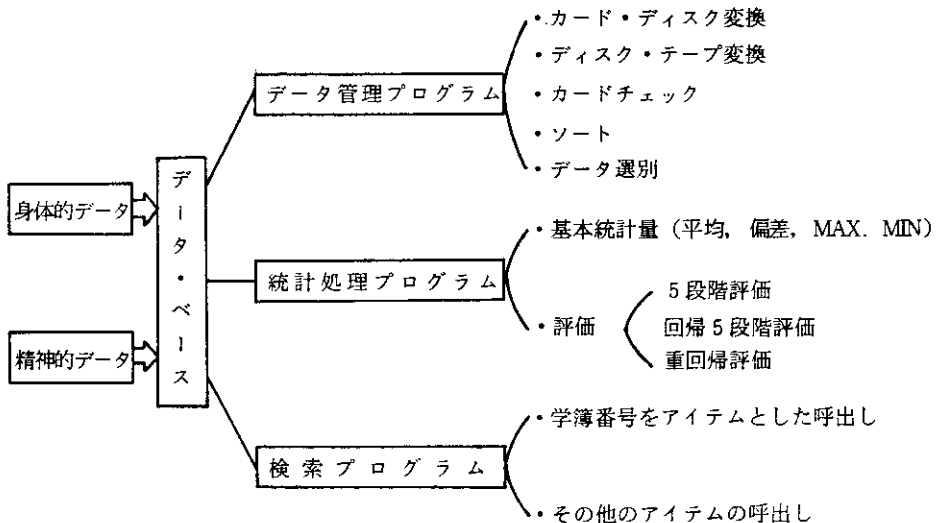 ・カード・ディスク変換
・ディスク・テープ変換
データ管理プログラム
・カードチェック
・ソート
・データ選別
身体的データ
データ・ベース
精神的データ
・基本統計量（平均，偏差，MAX．MIN）
統計処理プログラム
5段階評価
・評価
回帰5段階評価
重回帰評価
・学簿番号をアイテムとした呼出し
検索プログラム
・その他のアイテムの呼出し